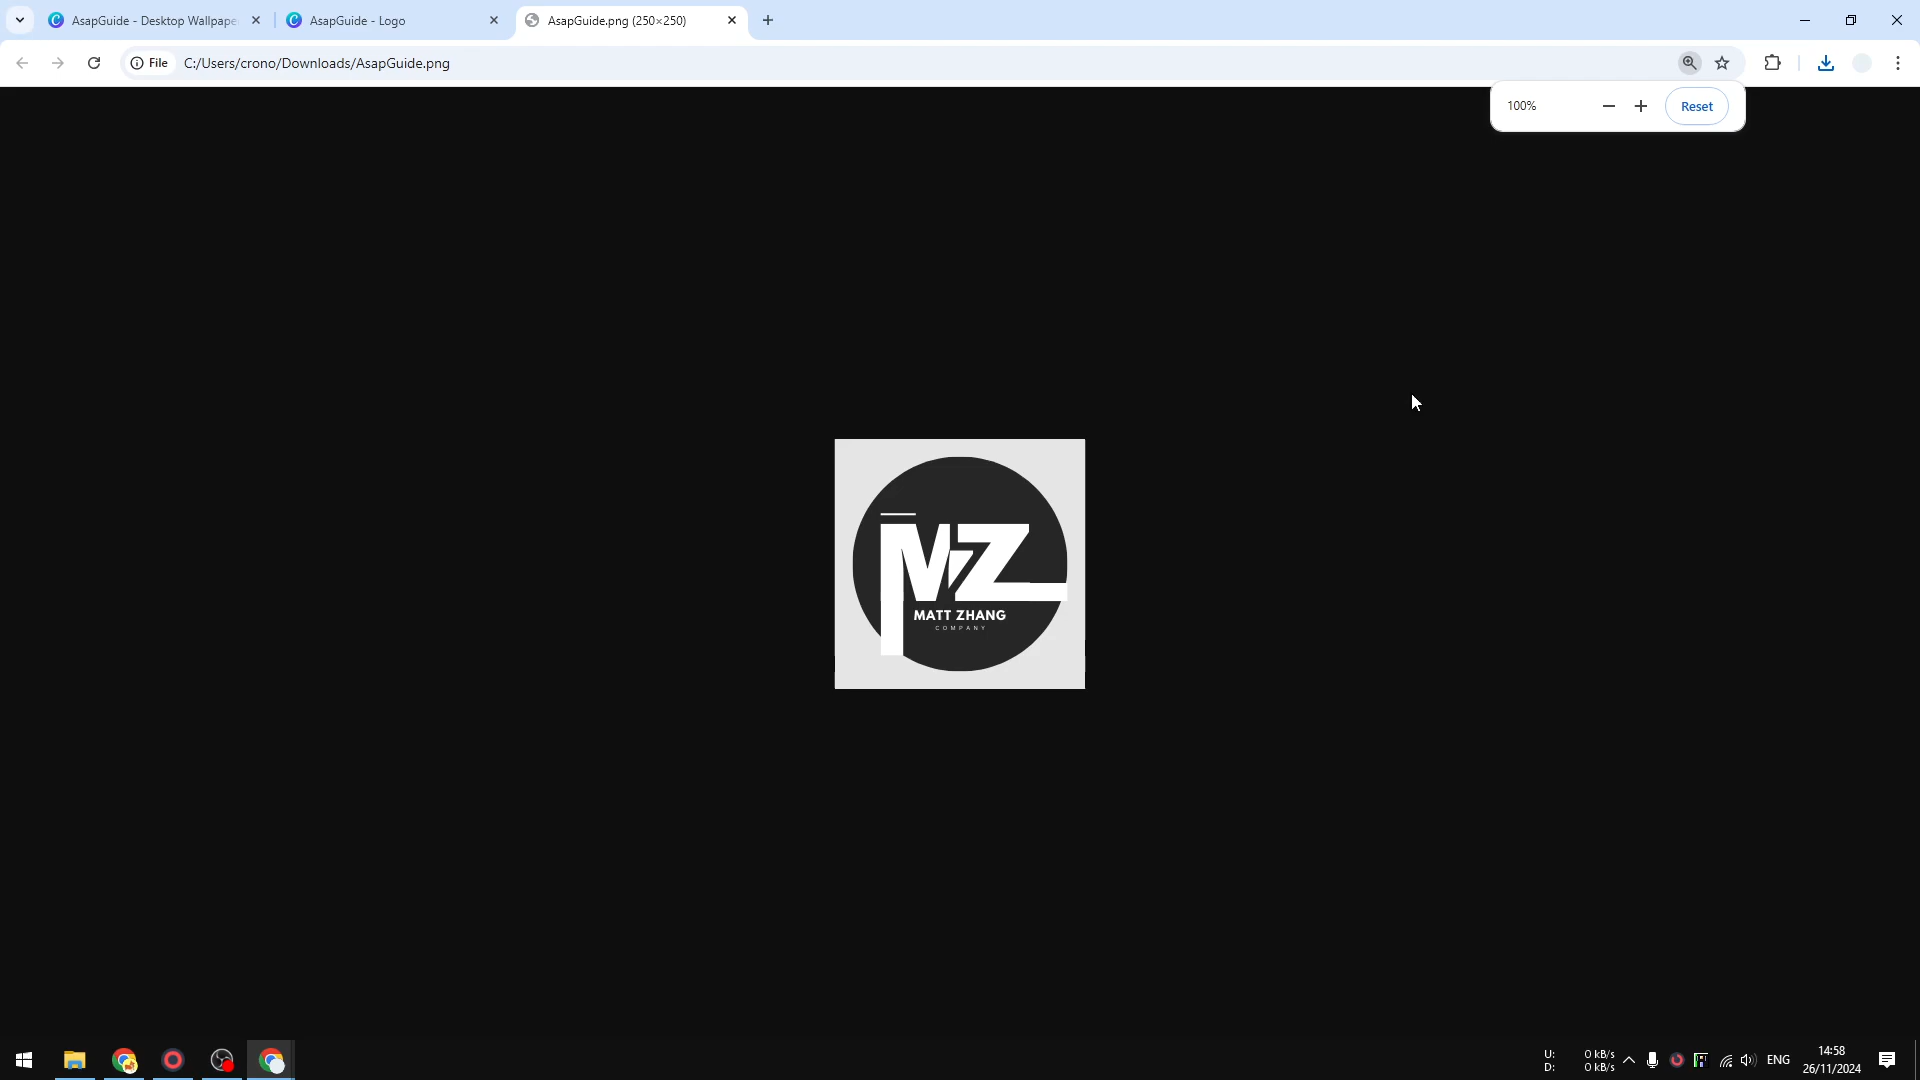 AsapGuide - Desktop Wallpape
AsapGuide - Logo
AsapGuide.png (250×250)
File
C:/Users/crono/Downloads/AsapGuide.png
100%
Reset
MZ
MATT ZHANG
COMPANY
U: 0 kB/s
D: 0 kB/s
ENG
14:58
26/11/2024